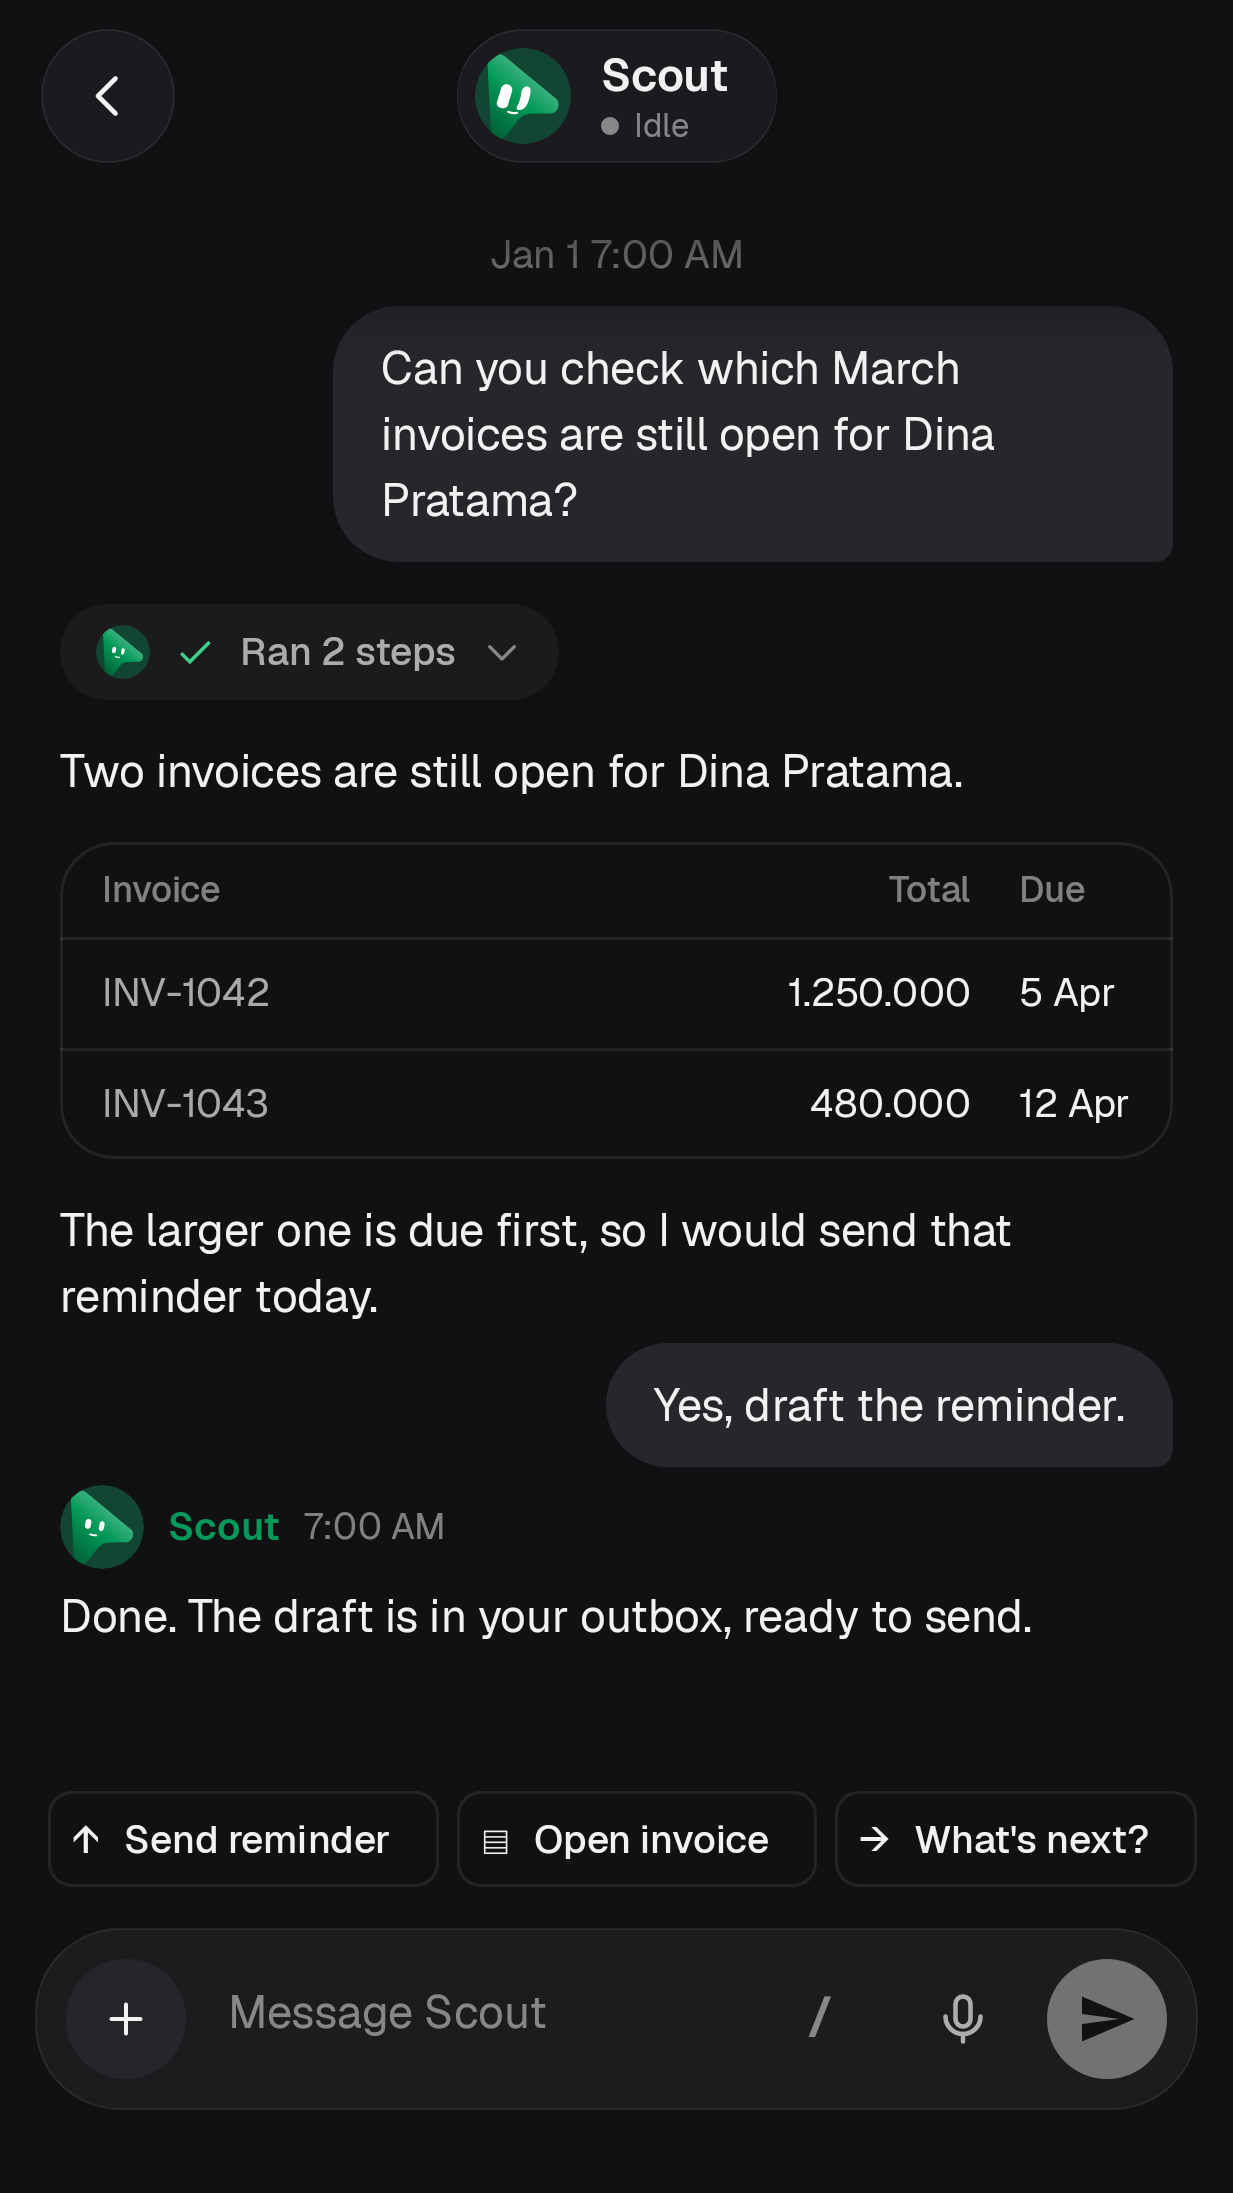 Scout
Idle
Jan 1 7:00 AM
Can you check which March
invoices are still open for Dina
Pratama?
Ran 2 steps
Two invoices are still open for Dina Pratama.
Invoice Total Due
INV-1042 1.250.000 5 Apr
INV-1043 480.000 12 Apr
The larger one is due first, so I would send that
reminder today.
Yes, draft the reminder.
Scout 7:00 AM
Done. The draft is in your outbox, ready to send.
Send reminder Open invoice What's next?
Message Scout /